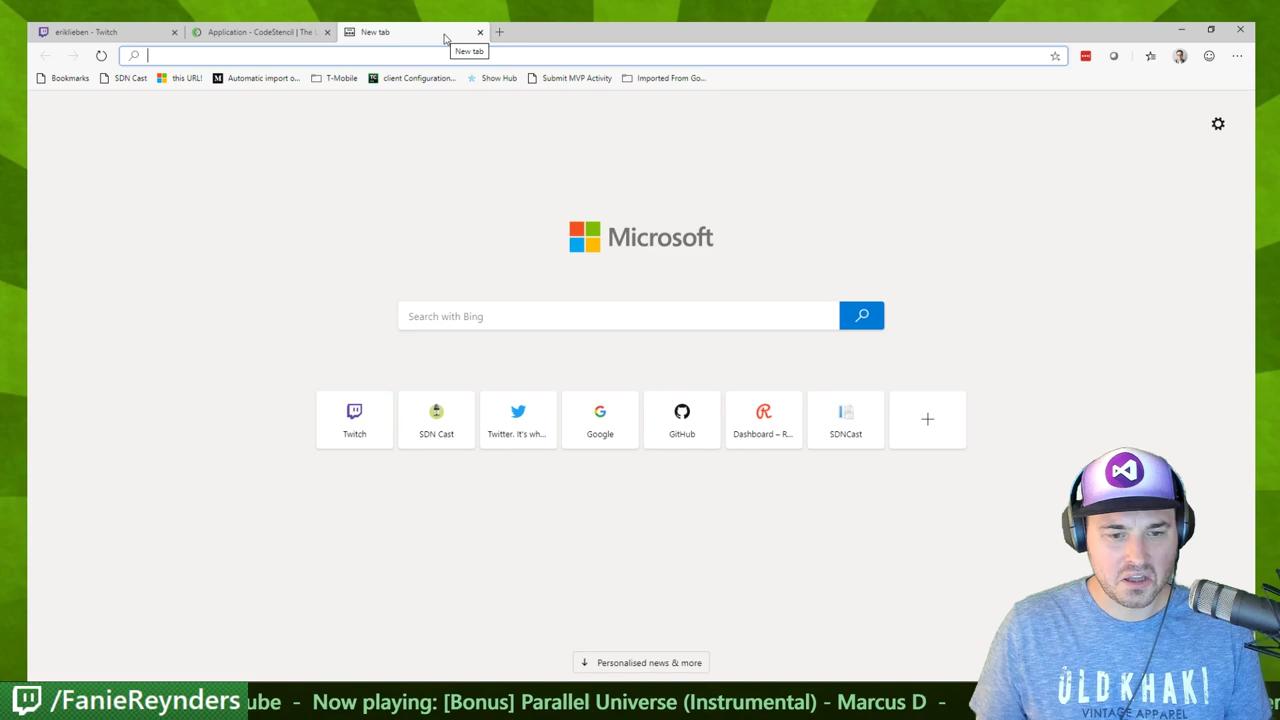 eriklieben - Twitch
Application - CodeStencil | The L
New tab
New tab
Bookmarks
SDN Cast
this URL!
Automatic import o...
T-Mobile
client Configuration...
Show Hub
Submit MVP Activity
Imported From Go...
Microsoft
Search with Bing
Twitch
SDN Cast
Twitter. It's wh...
Google
GitHub
Dashboard – R...
SDNCast
Personalised news & more
ÜLD KHAKI
VINTAGE APPAREL
/FanieReynders
ube - Now playing: [Bonus] Parallel Universe (Instrumental) - Marcus D -